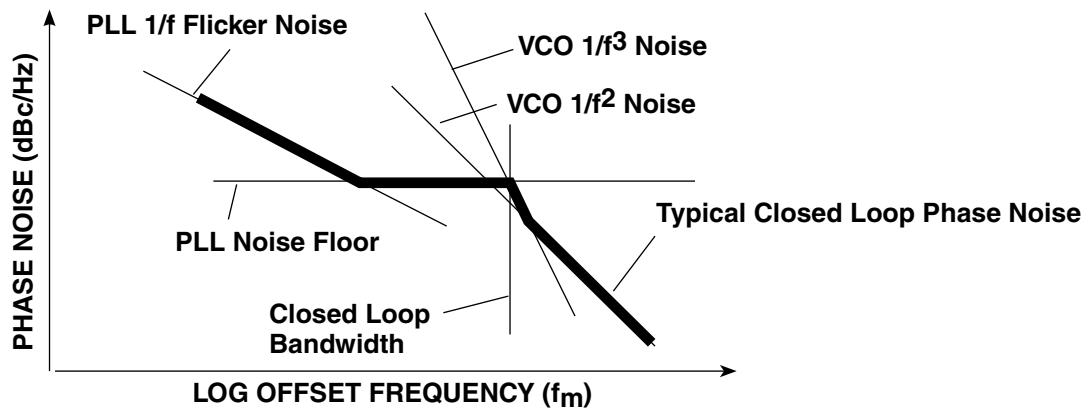 PLL 1/f Flicker Noise
VCO 1/f³ Noise
VCO 1/f² Noise
PHASE NOISE (dBc/Hz)
Typical Closed Loop Phase Noise
PLL Noise Floor
Closed Loop
Bandwidth
LOG OFFSET FREQUENCY (fm)